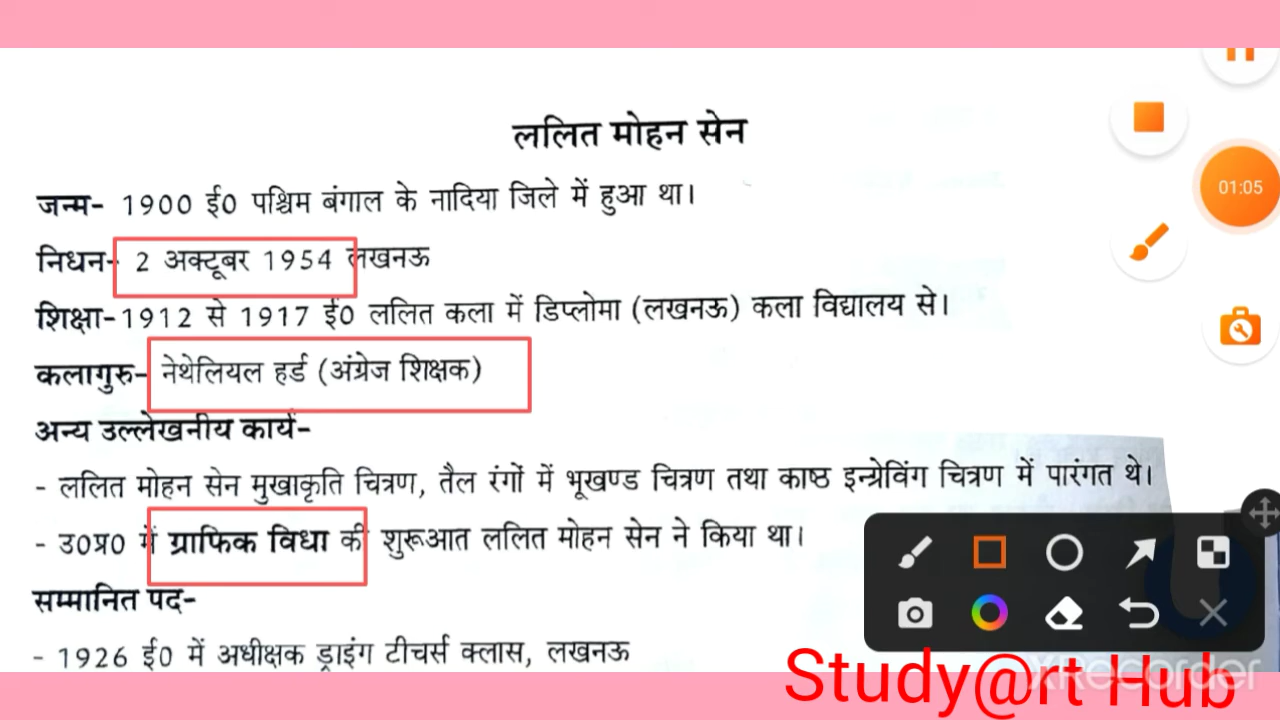 ललित मोहन सेन
जन्म- 1900 ई0 पश्चिम बंगाल के नादिया जिले में हुआ था।
निधन- 2 अक्टूबर 1954 लखनऊ
शिक्षा-1912 से 1917 ई0 ललित कला में डिप्लोमा (लखनऊ) कला विद्यालय से।
कलागुरु- नेथेलियल हर्ड (अंग्रेज शिक्षक)
अन्य उल्लेखनीय कार्य-
- ललित मोहन सेन मुखाकृति चित्रण, तैल रंगों में भूखण्ड चित्रण तथा काष्ठ इन्ग्रेविंग चित्रण में पारंगत थे।
- उ0प्र0 में ग्राफिक विधा की शुरूआत ललित मोहन सेन ने किया था।
सम्मानित पद-
- 1926 ई0 में अधीक्षक ड्राइंग टीचर्स क्लास, लखनऊ
01:05
Study@rt Hub
XRecorder